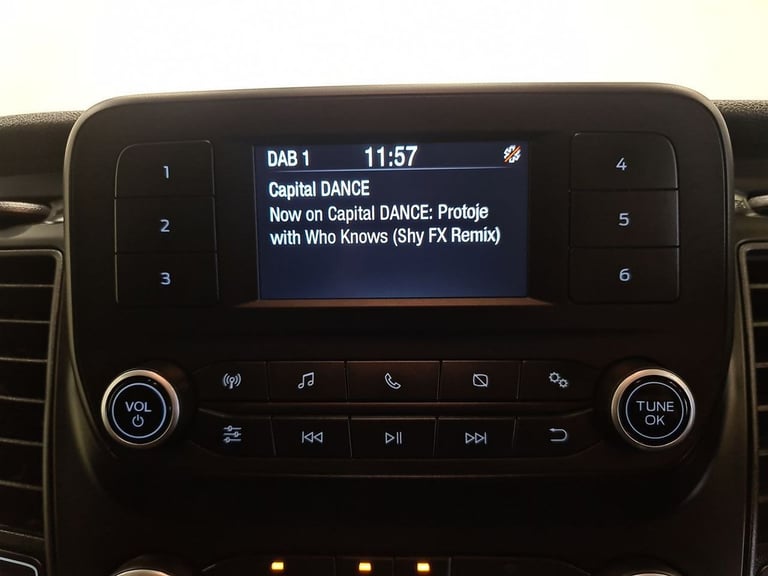 DAB 1 11:57
Capital DANCE
Now on Capital DANCE: Protoje
with Who Knows (Shy FX Remix)
1
2
3
4
5
6
VOL
TUNE
OK